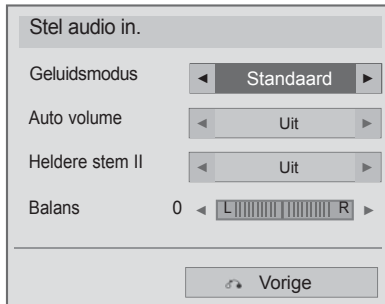 Stel audio in.
Geluidsmodus ◄ Standaard ►
Auto volume ◄ Uit ►
Heldere stem II ◄ Uit ►
Balans 0 ◄ L R ►
Vorige